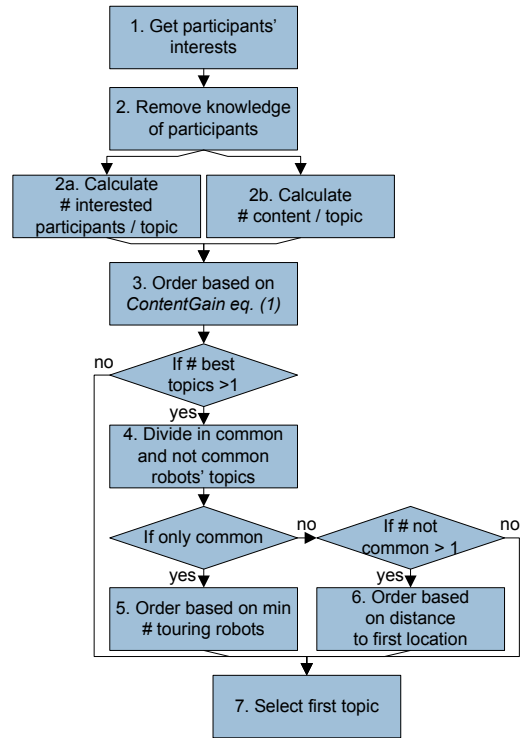 1. Get participants'
interests
2. Remove knowledge
of participants
2a. Calculate
# interested
participants / topic
2b. Calculate
# content / topic
3. Order based on
ContentGain eq. (1)
no
If # best
topics >1
yes
4. Divide in common
and not common
robots' topics
If only common
no
If # not
common > 1
no
yes
yes
5. Order based on min
# touring robots
6. Order based
on distance
to first location
7. Select first topic